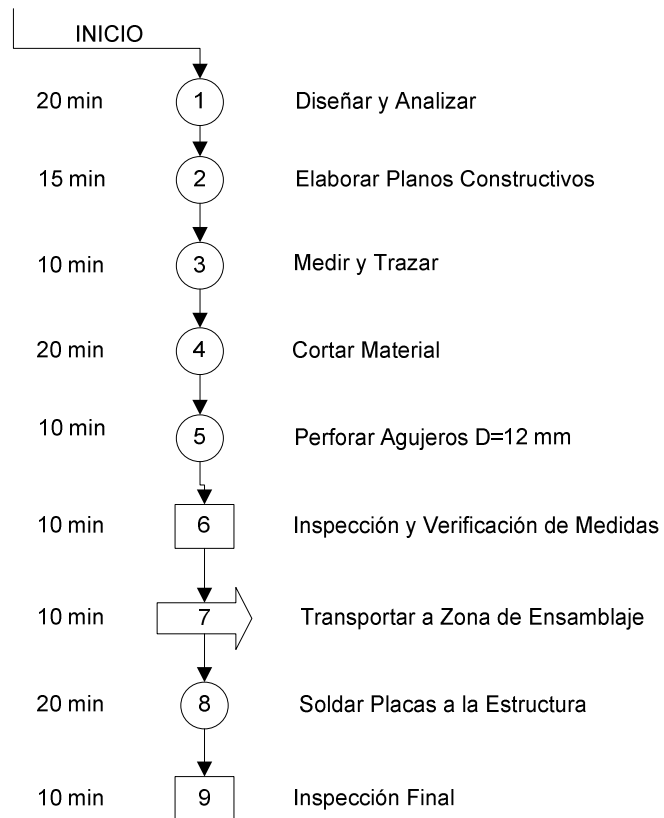 INICIO
20 min 1 Diseñar y Analizar
15 min 2 Elaborar Planos Constructivos
10 min 3 Medir y Trazar
20 min 4 Cortar Material
10 min 5 Perforar Agujeros D=12 mm
10 min 6 Inspección y Verificación de Medidas
10 min 7 Transportar a Zona de Ensamblaje
20 min 8 Soldar Placas a la Estructura
10 min 9 Inspección Final